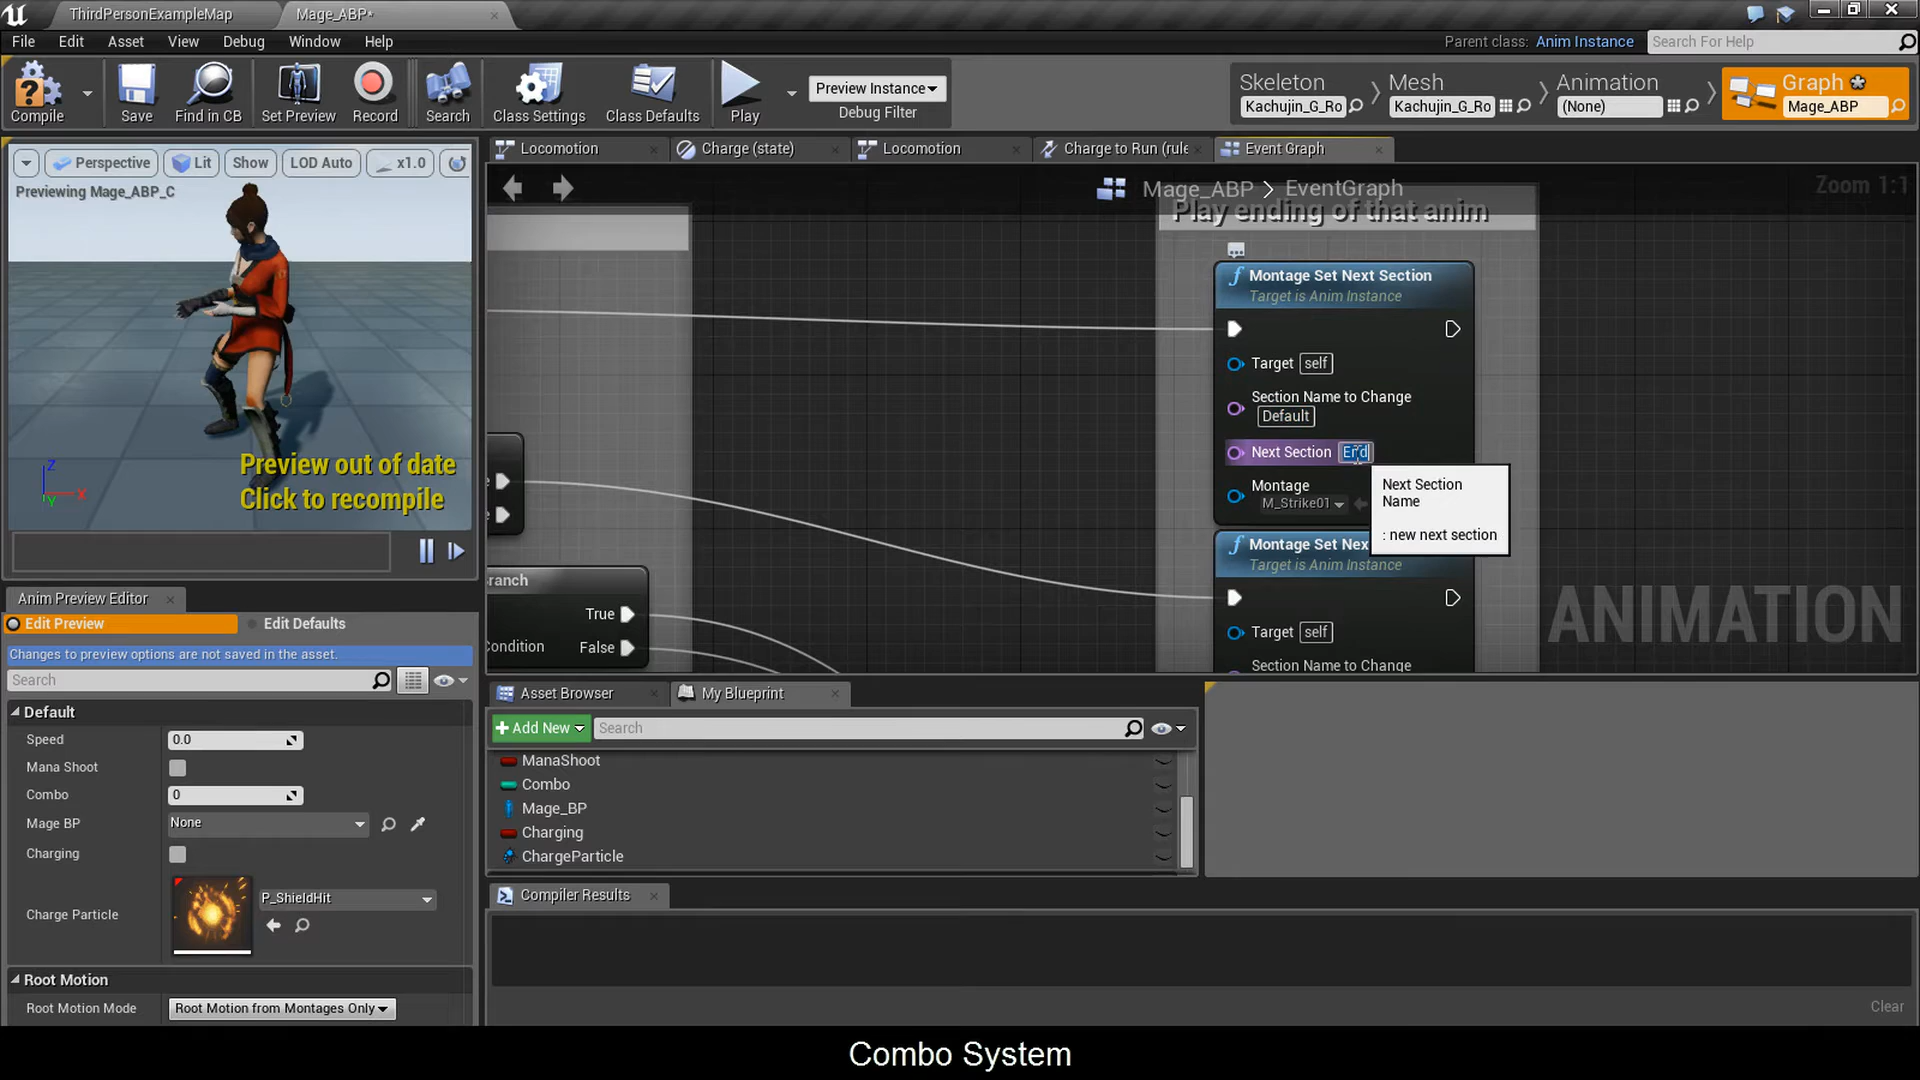 ThirdPersonExampleMap
Mage_ABP*
File Edit Asset View Debug Window Help
Parent class: Anim Instance
Search For Help
Compile
Save
Find in CB
Set Preview
Record
Search
Class Settings
Class Defaults
Play
Preview Instance
Debug Filter
Skeleton
Kachujin_G_Ro
Mesh
Kachujin_G_Ro
Animation
(None)
Graph
Mage_ABP
Perspective
Lit
Show
LOD Auto
x1.0
Previewing Mage_ABP_C
Preview out of date
Click to recompile
Locomotion
Charge (state)
Locomotion
Charge to Run (rule
Event Graph
Mage_ABP > EventGraph
Zoom 1:1
Play ending of that anim
Montage Set Next Section
Target is Anim Instance
Target self
Section Name to Change
Default
Next Section End
Montage
M_Strike01
Next Section
Name
: new next section
Montage Set Nex
Target is Anim Instance
Target self
Section Name to Change
ranch
True
ondition
False
ANIMATION
Anim Preview Editor
Edit Preview
Edit Defaults
Changes to preview options are not saved in the asset.
Search
Default
Speed 0.0
Mana Shoot
Combo 0
Mage BP None
Charging
Charge Particle P_ShieldHit
Root Motion
Root Motion Mode Root Motion from Montages Only
Asset Browser
My Blueprint
+Add New
Search
ManaShoot
Combo
Mage_BP
Charging
ChargeParticle
Compiler Results
Clear
Combo System